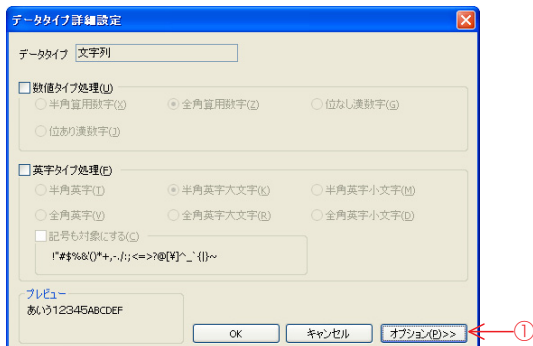 データタイプ詳細設定
データタイプ 文字列
数値タイプ処理(U)
半角算用数字(X) 全角算用数字(Z) 位なし漢数字(G)
位あり漢数字(J)
英字タイプ処理(F)
半角英字(T) 半角英字大文字(K) 半角英字小文字(M)
全角英字(V) 全角英字大文字(R) 全角英字小文字(D)
記号も対象にする(C)
!"#$%&'()*+,-./:;<=>?@[¥]^_`{|}~
プレビュー
あいう12345ABCDEF
OK キャンセル オプション(P)>> ①